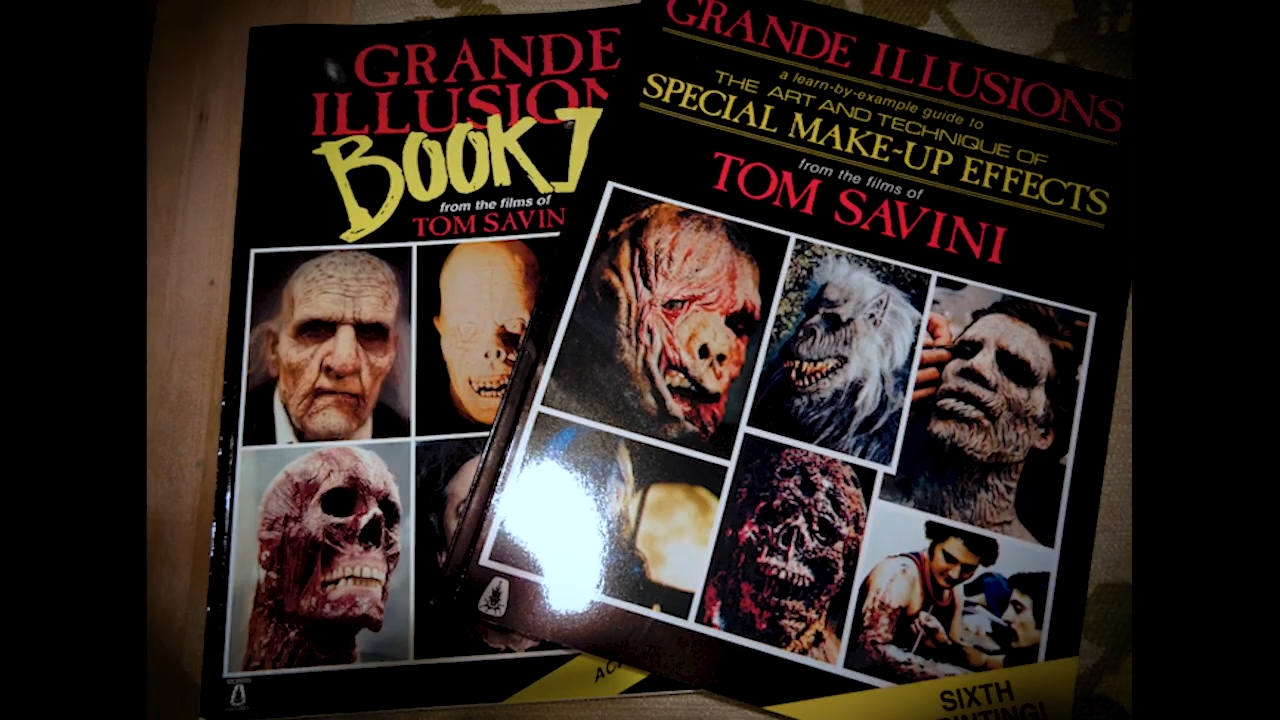 GRANDE
ILLUSION
BOOK
from the films of
TOM SAVIN
GRANDE ILLUSIONS
a learn-by-example guide to
THE ART AND TECHNIQUE OF
SPECIAL MAKE-UP EFFECTS
from the films of
TOM SAVINI
SIXTH